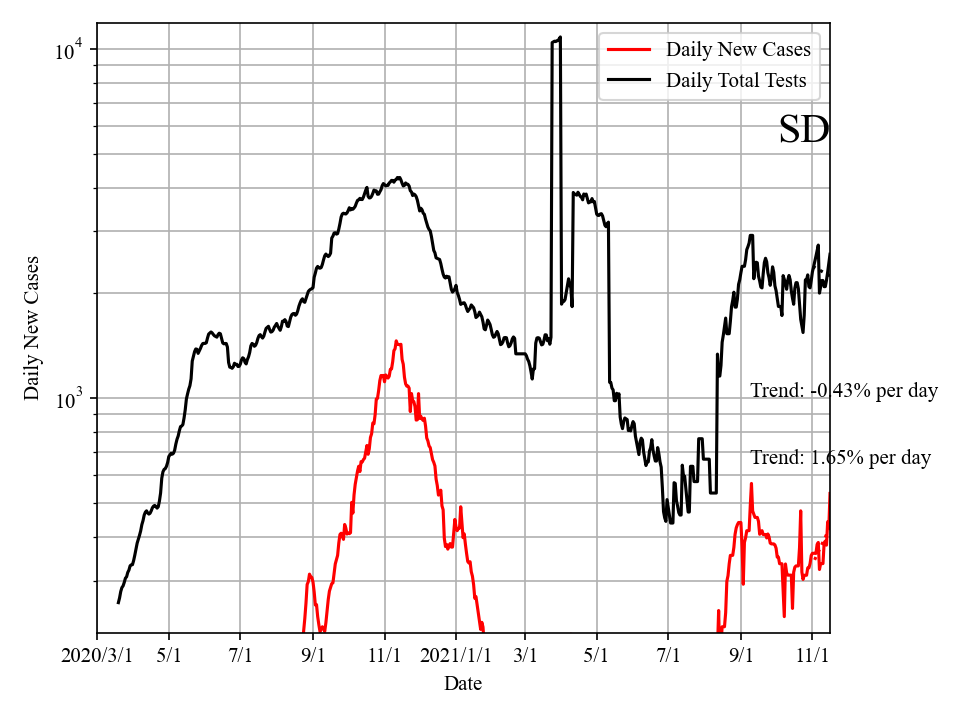 Daily New Cases
Daily Total Tests
SD
10^4
10^3
Daily New Cases
Trend: -0.43% per day
Trend: 1.65% per day
2020/3/1 5/1 7/1 9/1 11/1 2021/1/1 3/1 5/1 7/1 9/1 11/1
Date